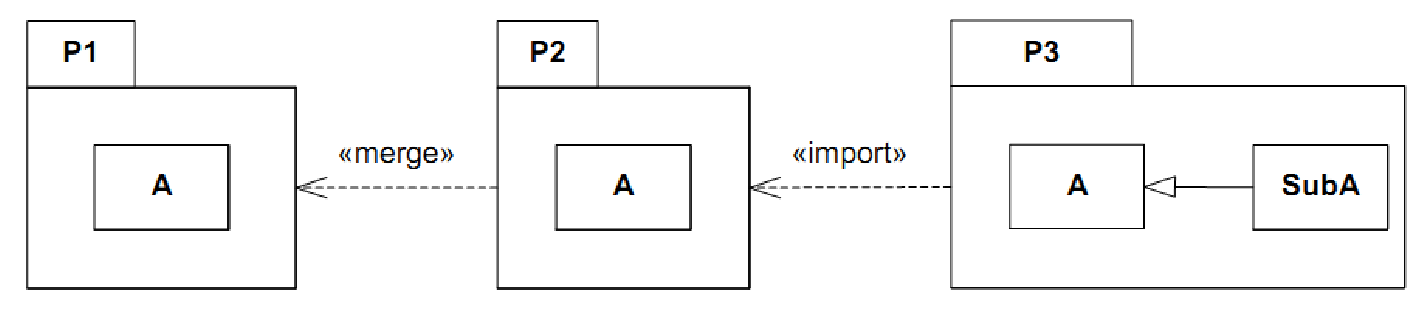 P1
P2
P3
A
«merge»
A
«import»
A
SubA